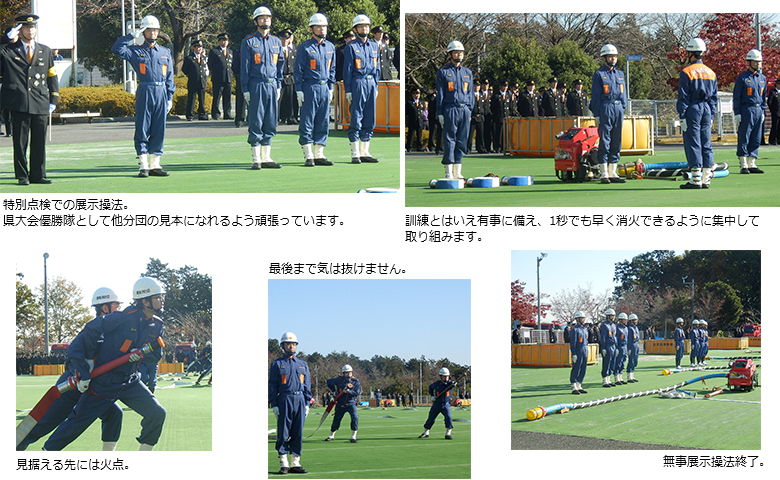 特別点検での展示操法。
県大会優勝隊として他分団の見本になれるよう頑張っています。
訓練とはいえ有事に備え、1秒でも早く消火できるように集中して
取り組みます。
最後まで気は抜けません。
見据える先には火点。
無事展示操法終了。